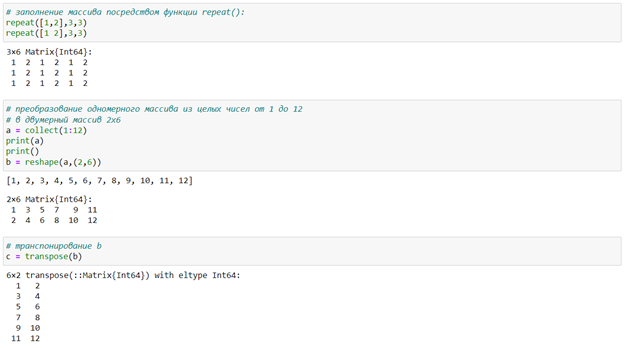 # заполнение массива посредством функции repeat():
repeat([1,2],3,3)
repeat([1 2],3,3)
3×6 Matrix{Int64}:
1 2 1 2 1 2
1 2 1 2 1 2
1 2 1 2 1 2
# преобразование одномерного массива из целых чисел от 1 до 12
# в двумерный массив 2x6
a = collect(1:12)
print(a)
print()
b = reshape(a,(2,6))
[1, 2, 3, 4, 5, 6, 7, 8, 9, 10, 11, 12]
2×6 Matrix{Int64}:
1 3 5 7 9 11
2 4 6 8 10 12
# транспонирование b
c = transpose(b)
6×2 transpose(::Matrix{Int64}) with eltype Int64:
1 2
3 4
5 6
7 8
9 10
11 12